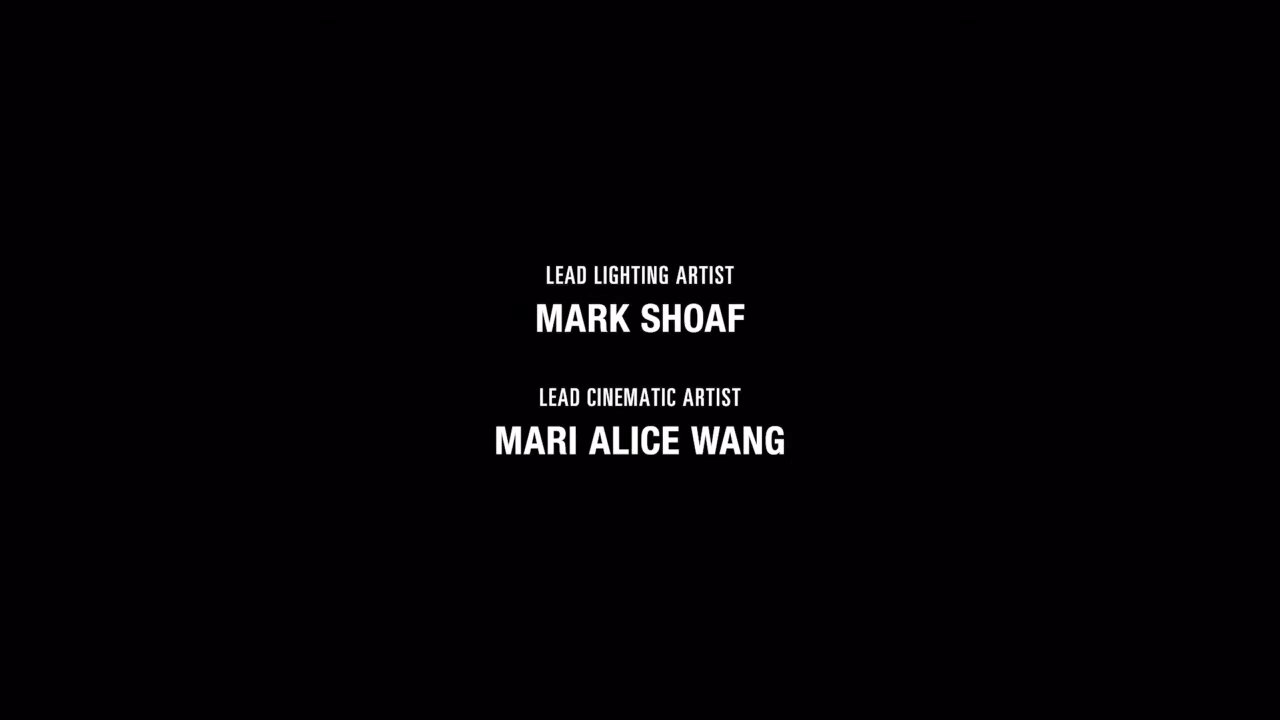 LEAD LIGHTING ARTIST
MARK SHOAF
LEAD CINEMATIC ARTIST
MARI ALICE WANG